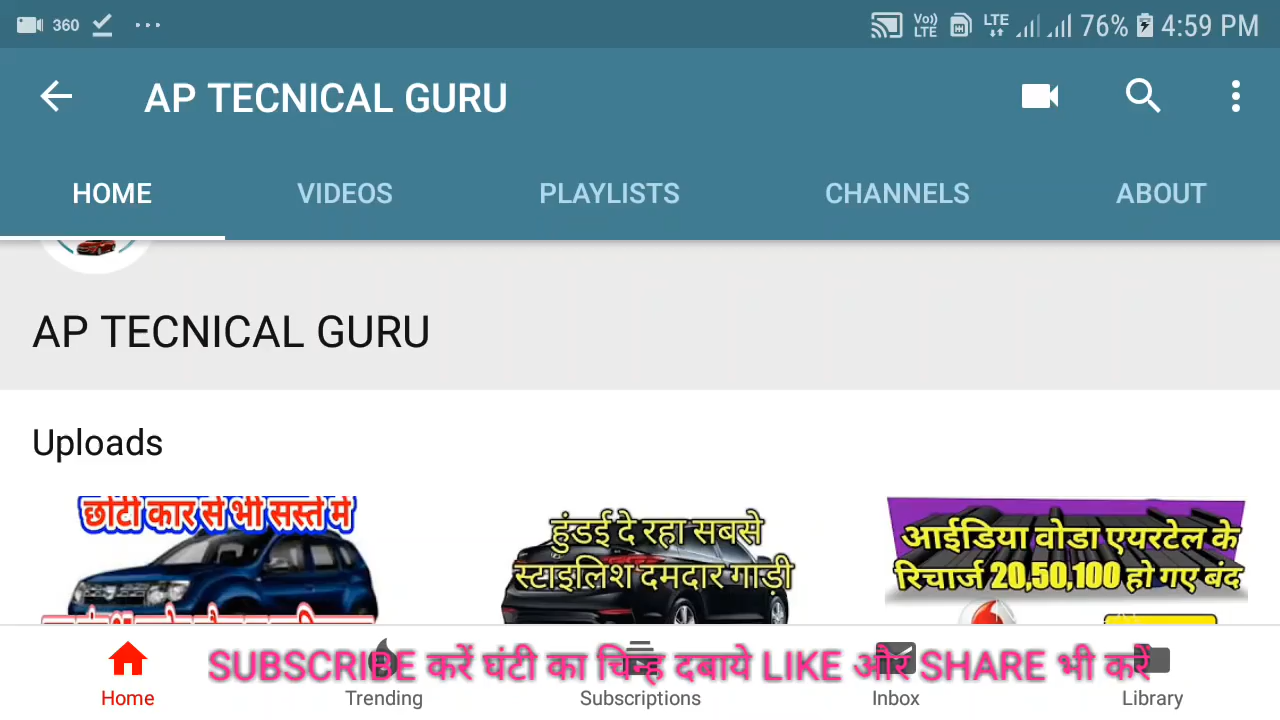 360 Vo)) LTE LTE 76% 4:59 PM
AP TECNICAL GURU
HOME VIDEOS PLAYLISTS CHANNELS ABOUT
AP TECNICAL GURU
Uploads
छोटी कार से भी सस्ते में
हुंडई दे रहा सबसे
स्टाइलिश दमदार गाड़ी
आईडिया वोडा एयरटेल के
रिचार्ज 20,50,100 हो गए बंद
SUBSCRIBE करें घंटी का चिन्ह दबाये LIKE और SHARE भी करें
Home Trending Subscriptions Inbox Library